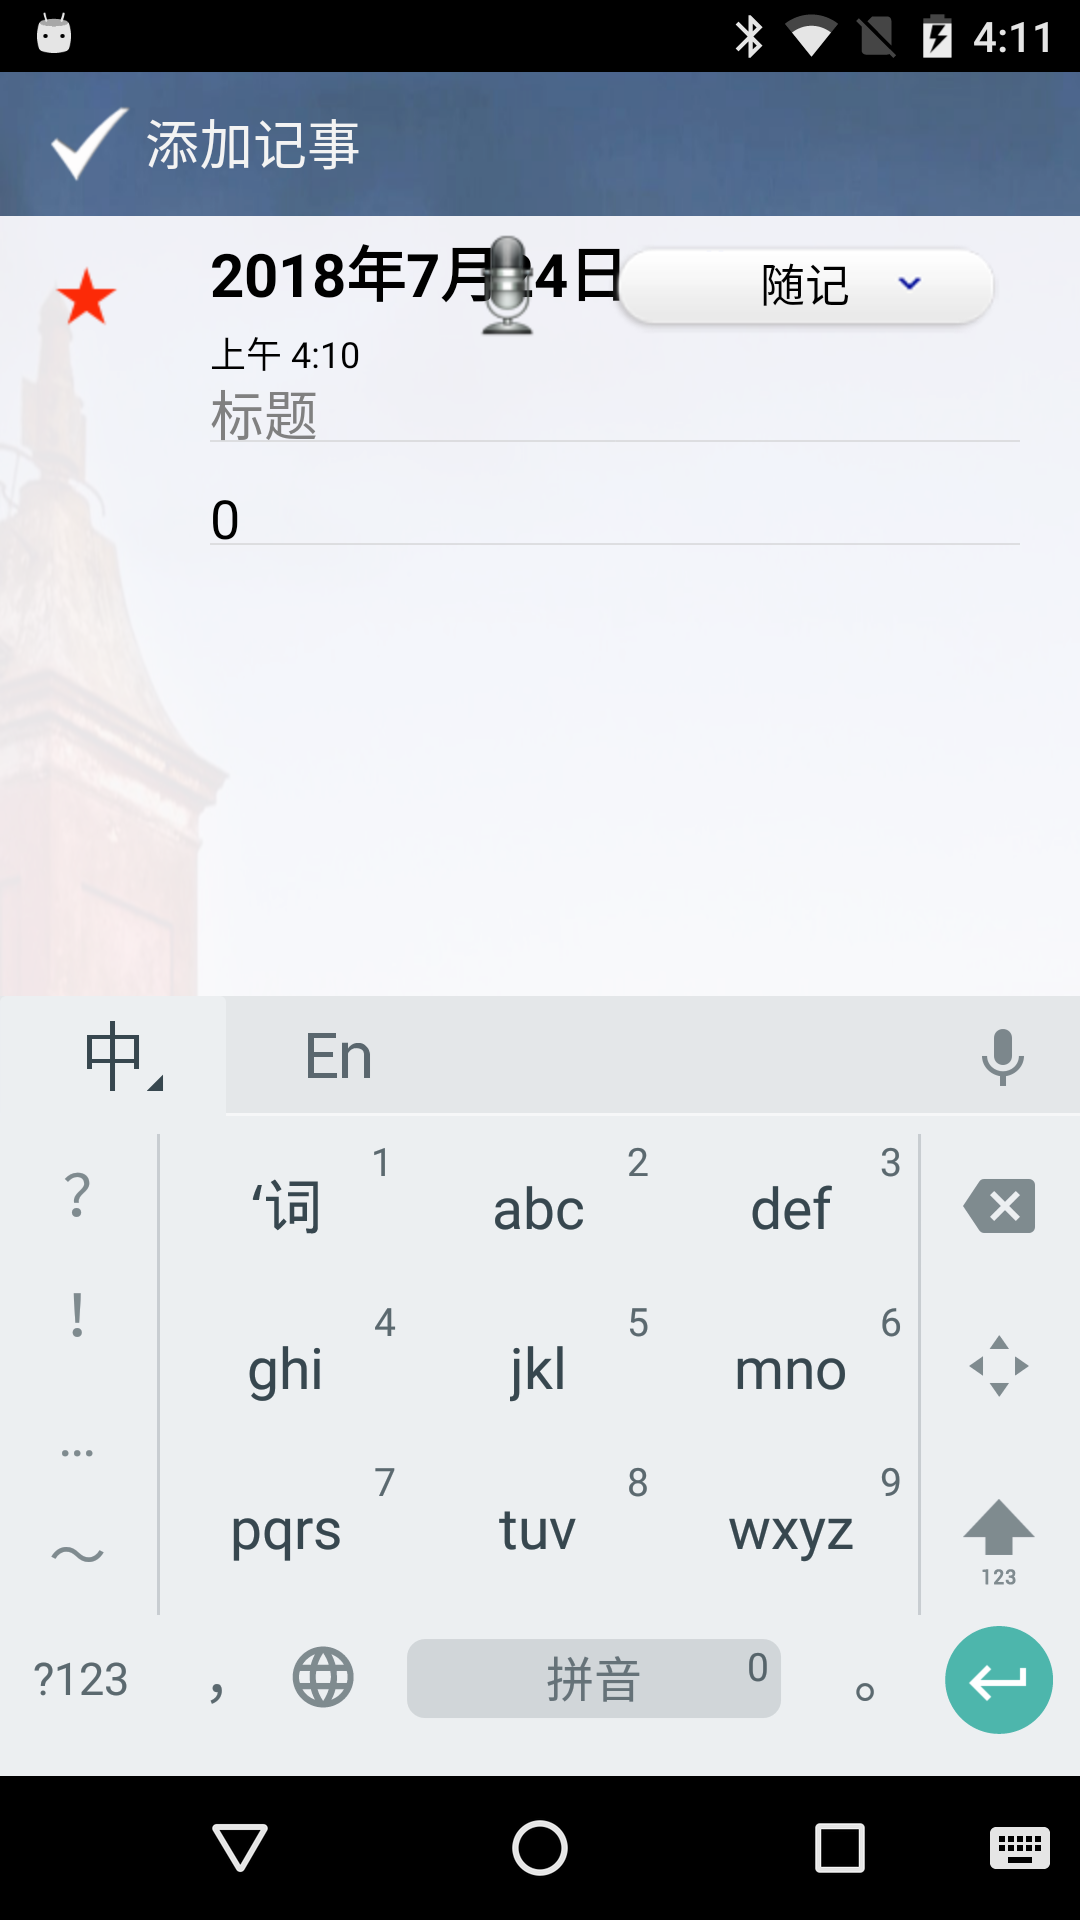 4:11
添加记事
2018年7月24日
随记
上午 4:10
标题
0
中 En
? ‘词 1 abc 2 def 3
! ghi 4 jkl 5 mno 6
… pqrs 7 tuv 8 wxyz 9
～ 123
?123 ， 拼音 0 。